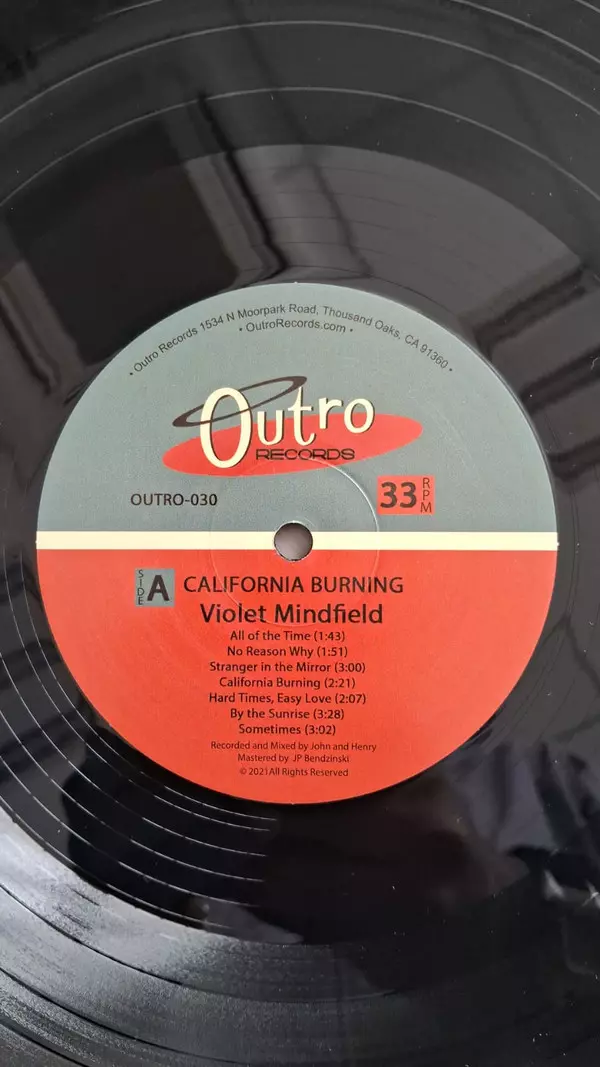 • Outro Records 1534 N Moorpark Road, Thousand Oaks, CA 91360 •
• OutroRecords.com •
Outro
RECORDS
OUTRO-030
33 RPM
SIDE A
CALIFORNIA BURNING
Violet Mindfield
All of the Time (1:43)
No Reason Why (1:51)
Stranger in the Mirror (3:00)
California Burning (2:21)
Hard Times, Easy Love (2:07)
By the Sunrise (3:28)
Sometimes (3:02)
Recorded and Mixed by John and Henry
Mastered by JP Bendzinski
© 2021All Rights Reserved